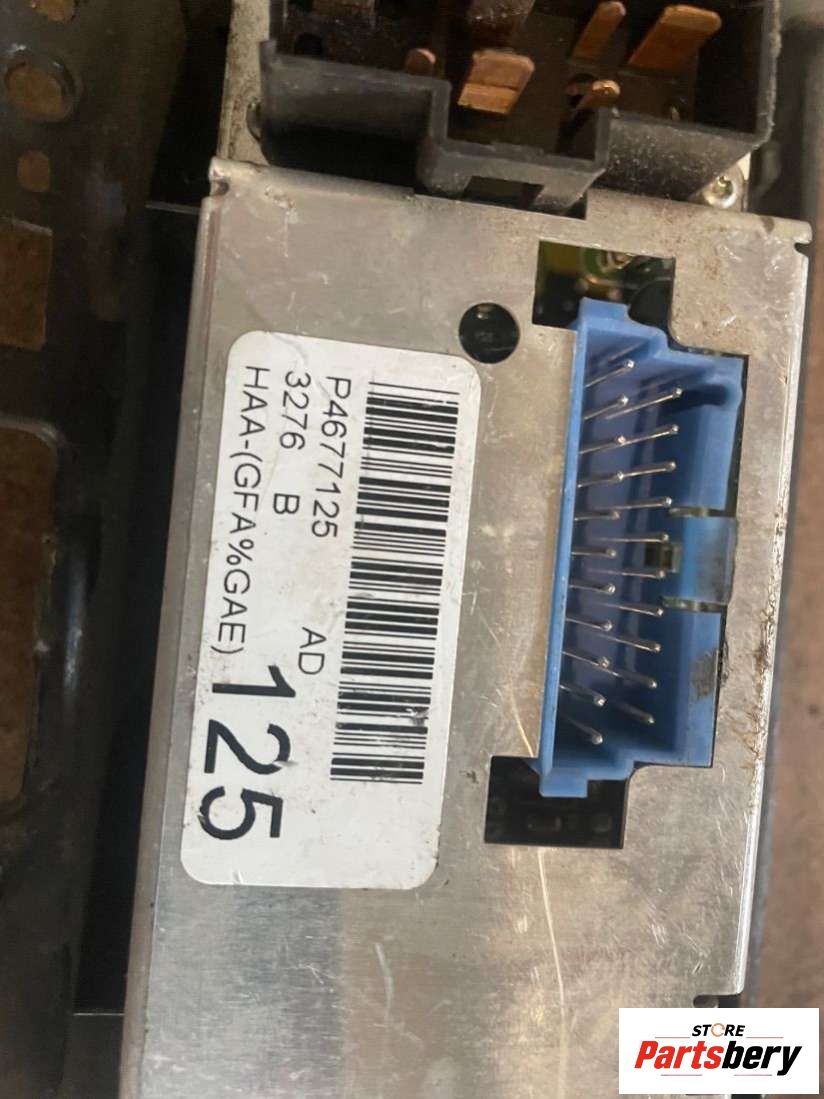 P4677125 AD
3276 B
HAA-(GFA%GAE)
125
STORE
Partsbery